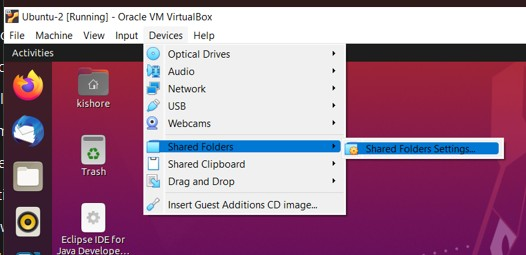 Ubuntu-2 [Running] - Oracle VM VirtualBox
File Machine View Input Devices Help
Activities
Optical Drives
Audio
Network
USB
Webcams
Shared Folders
Shared Folders Settings...
Shared Clipboard
Drag and Drop
Insert Guest Additions CD image...
kishore
Trash
Eclipse IDE for
Java Develope...